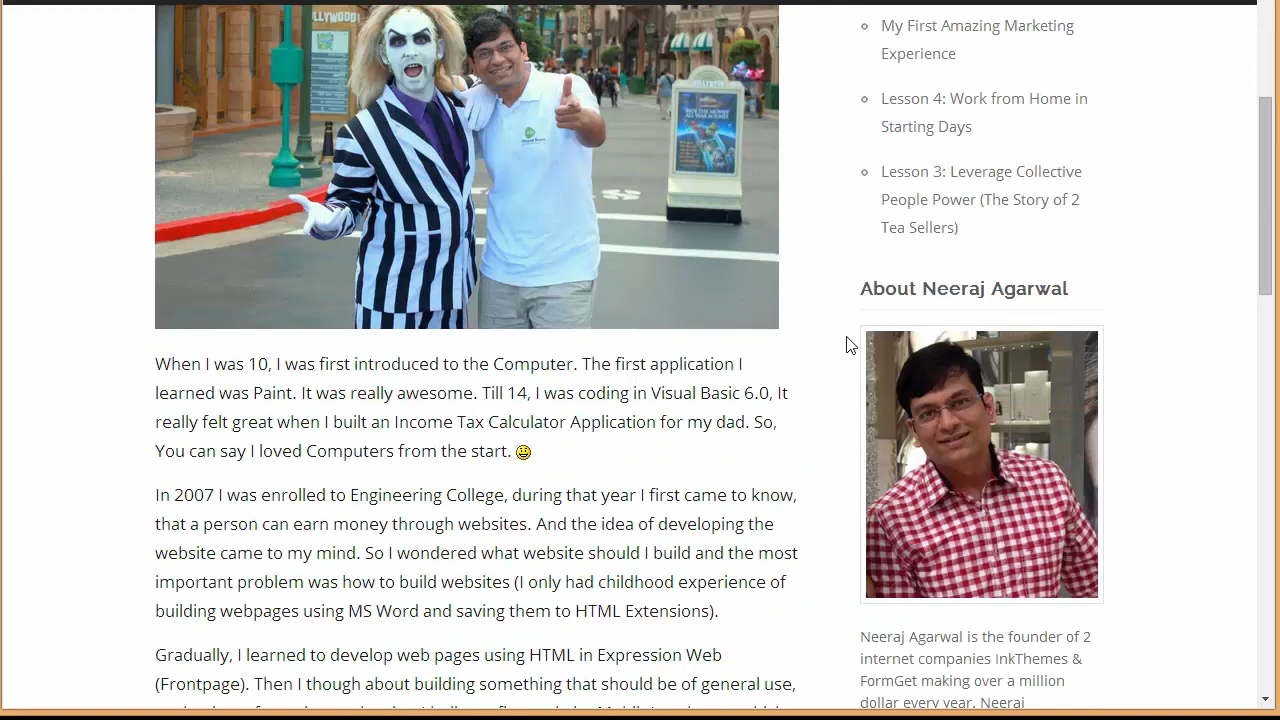 LLYWOOD
When I was 10, I was first introduced to the Computer. The first application I
learned was Paint. It was really awesome. Till 14, I was coding in Visual Basic 6.0, It
really felt great when I built an Income Tax Calculator Application for my dad. So,
You can say I loved Computers from the start.
In 2007 I was enrolled to Engineering College, during that year I first came to know,
that a person can earn money through websites. And the idea of developing the
website came to my mind. So I wondered what website should I build and the most
important problem was how to build websites (I only had childhood experience of
building webpages using MS Word and saving them to HTML Extensions).
Gradually, I learned to develop web pages using HTML in Expression Web
(Frontpage). Then I though about building something that should be of general use,
My First Amazing Marketing
Experience
Lesson 4: Work from Home in
Starting Days
Lesson 3: Leverage Collective
People Power (The Story of 2
Tea Sellers)
About Neeraj Agarwal
Neeraj Agarwal is the founder of 2
internet companies InkThemes &
FormGet making over a million
dollar every year. Neeraj